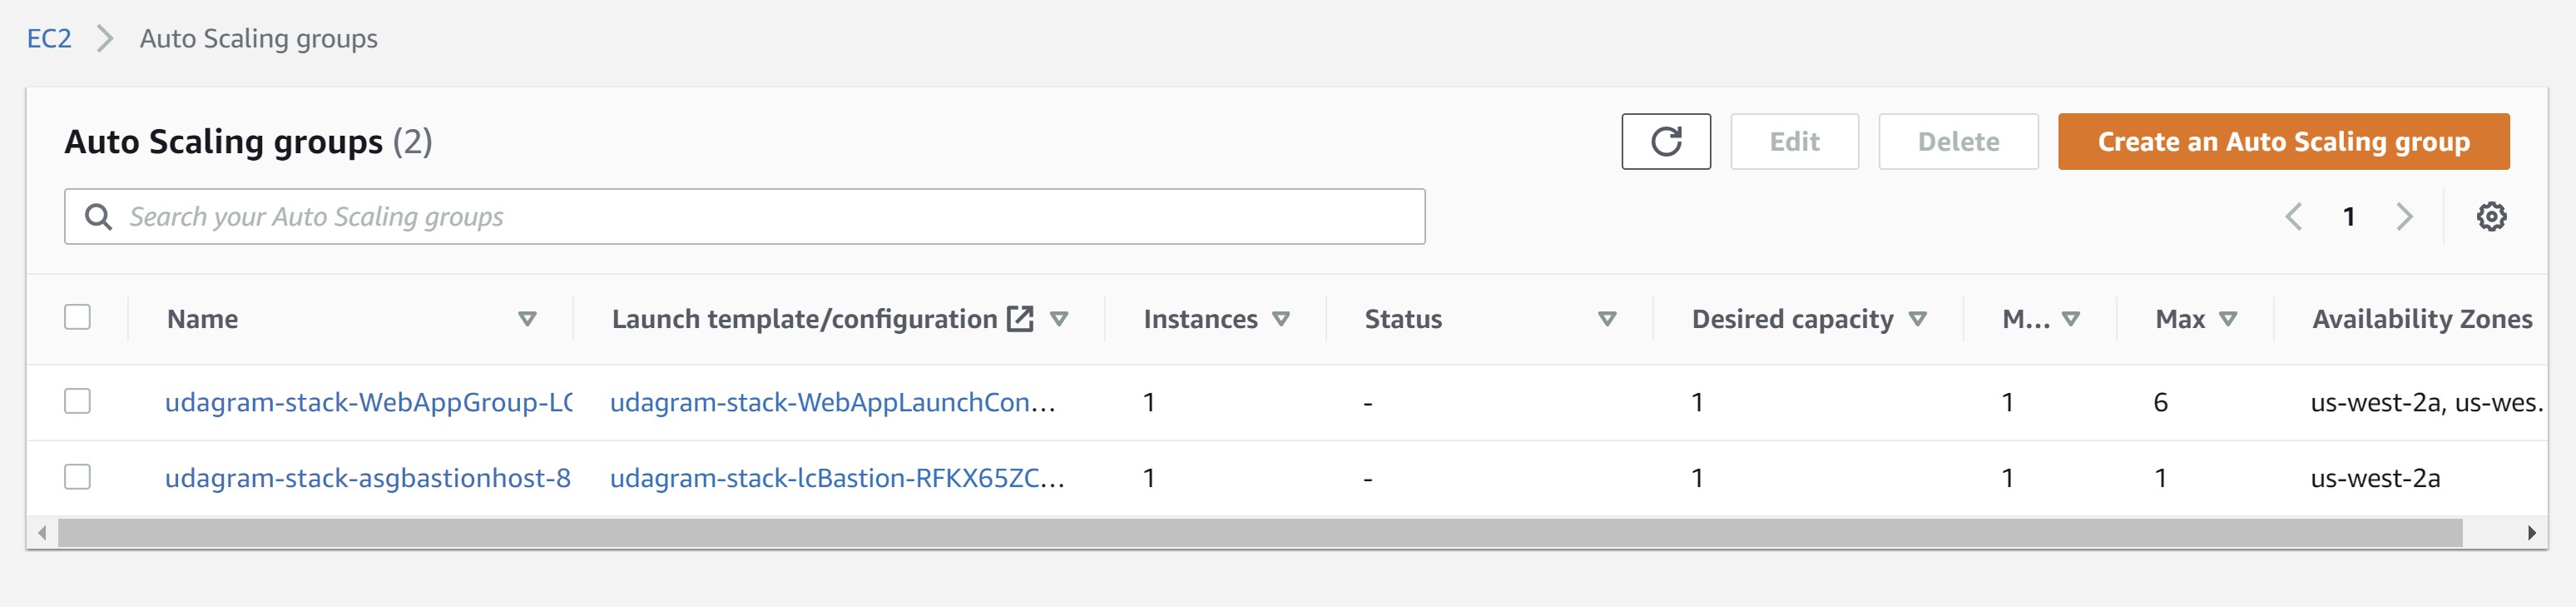 EC2 Auto Scaling groups
Auto Scaling groups (2) Edit Delete Create an Auto Scaling group
Search your Auto Scaling groups 1
Name Launch template/configuration Instances Status Desired capacity M... Max Availability Zones
udagram-stack-WebAppGroup-LC udagram-stack-WebAppLaunchCon... 1 - 1 1 6 us-west-2a, us-wes.
udagram-stack-asgbastionhost-8 udagram-stack-lcBastion-RFKX65ZC... 1 - 1 1 1 us-west-2a